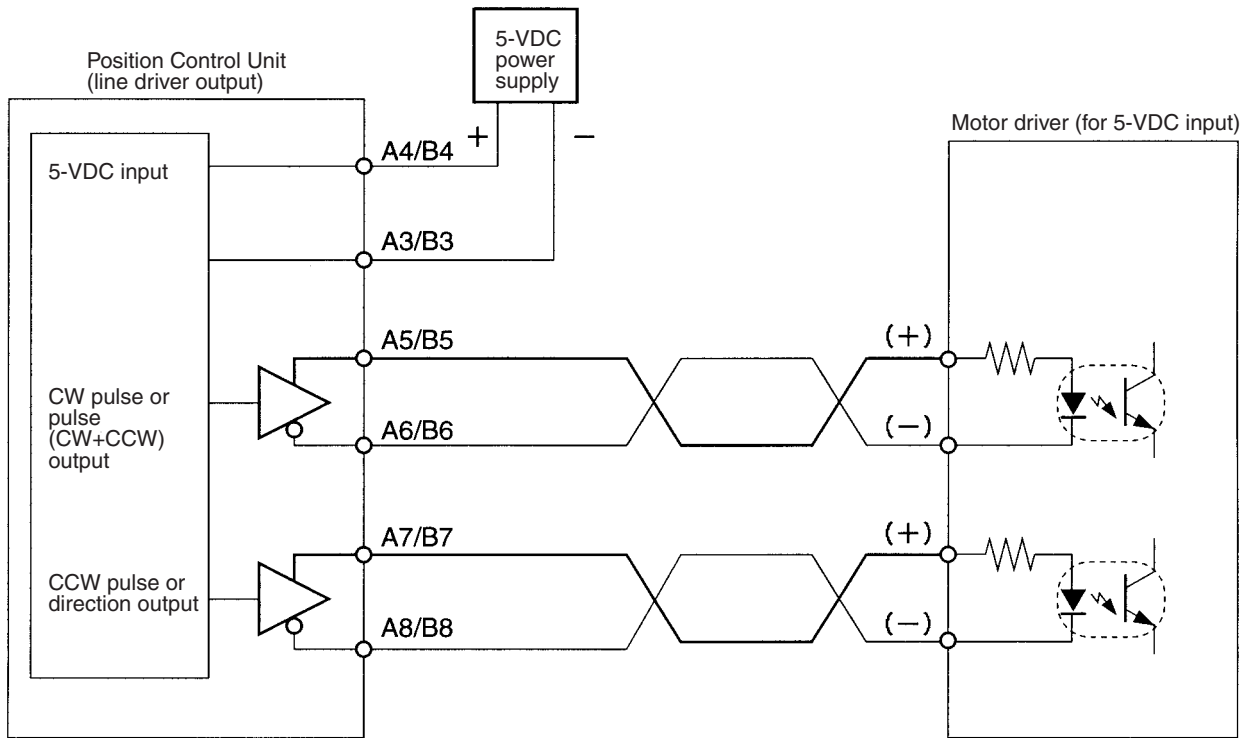 5-VDC
power
supply
Position Control Unit
(line driver output)
Motor driver (for 5-VDC input)
+
−
A4/B4
5-VDC input
A3/B3
A5/B5
(+)
CW pulse or
pulse
(CW+CCW)
output
A6/B6
(−)
A7/B7
(+)
CCW pulse or
direction output
A8/B8
(−)